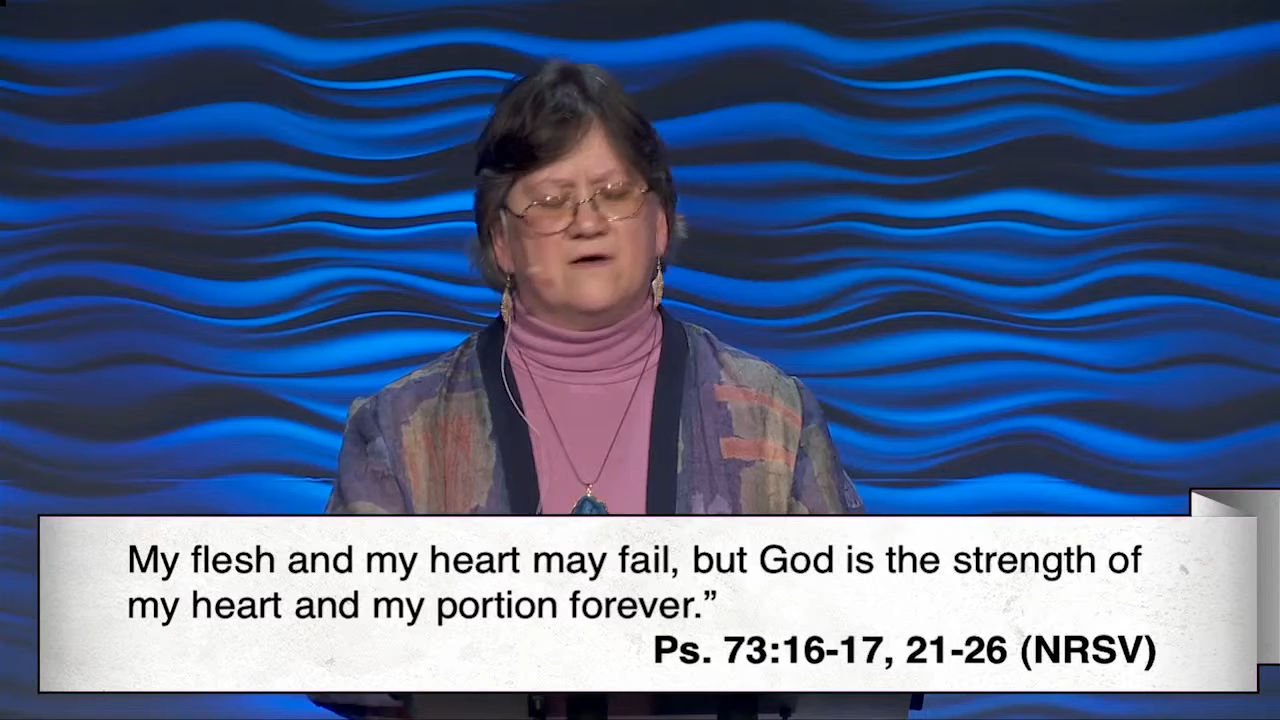 My flesh and my heart may fail, but God is the strength of
my heart and my portion forever.”
Ps. 73:16-17, 21-26 (NRSV)